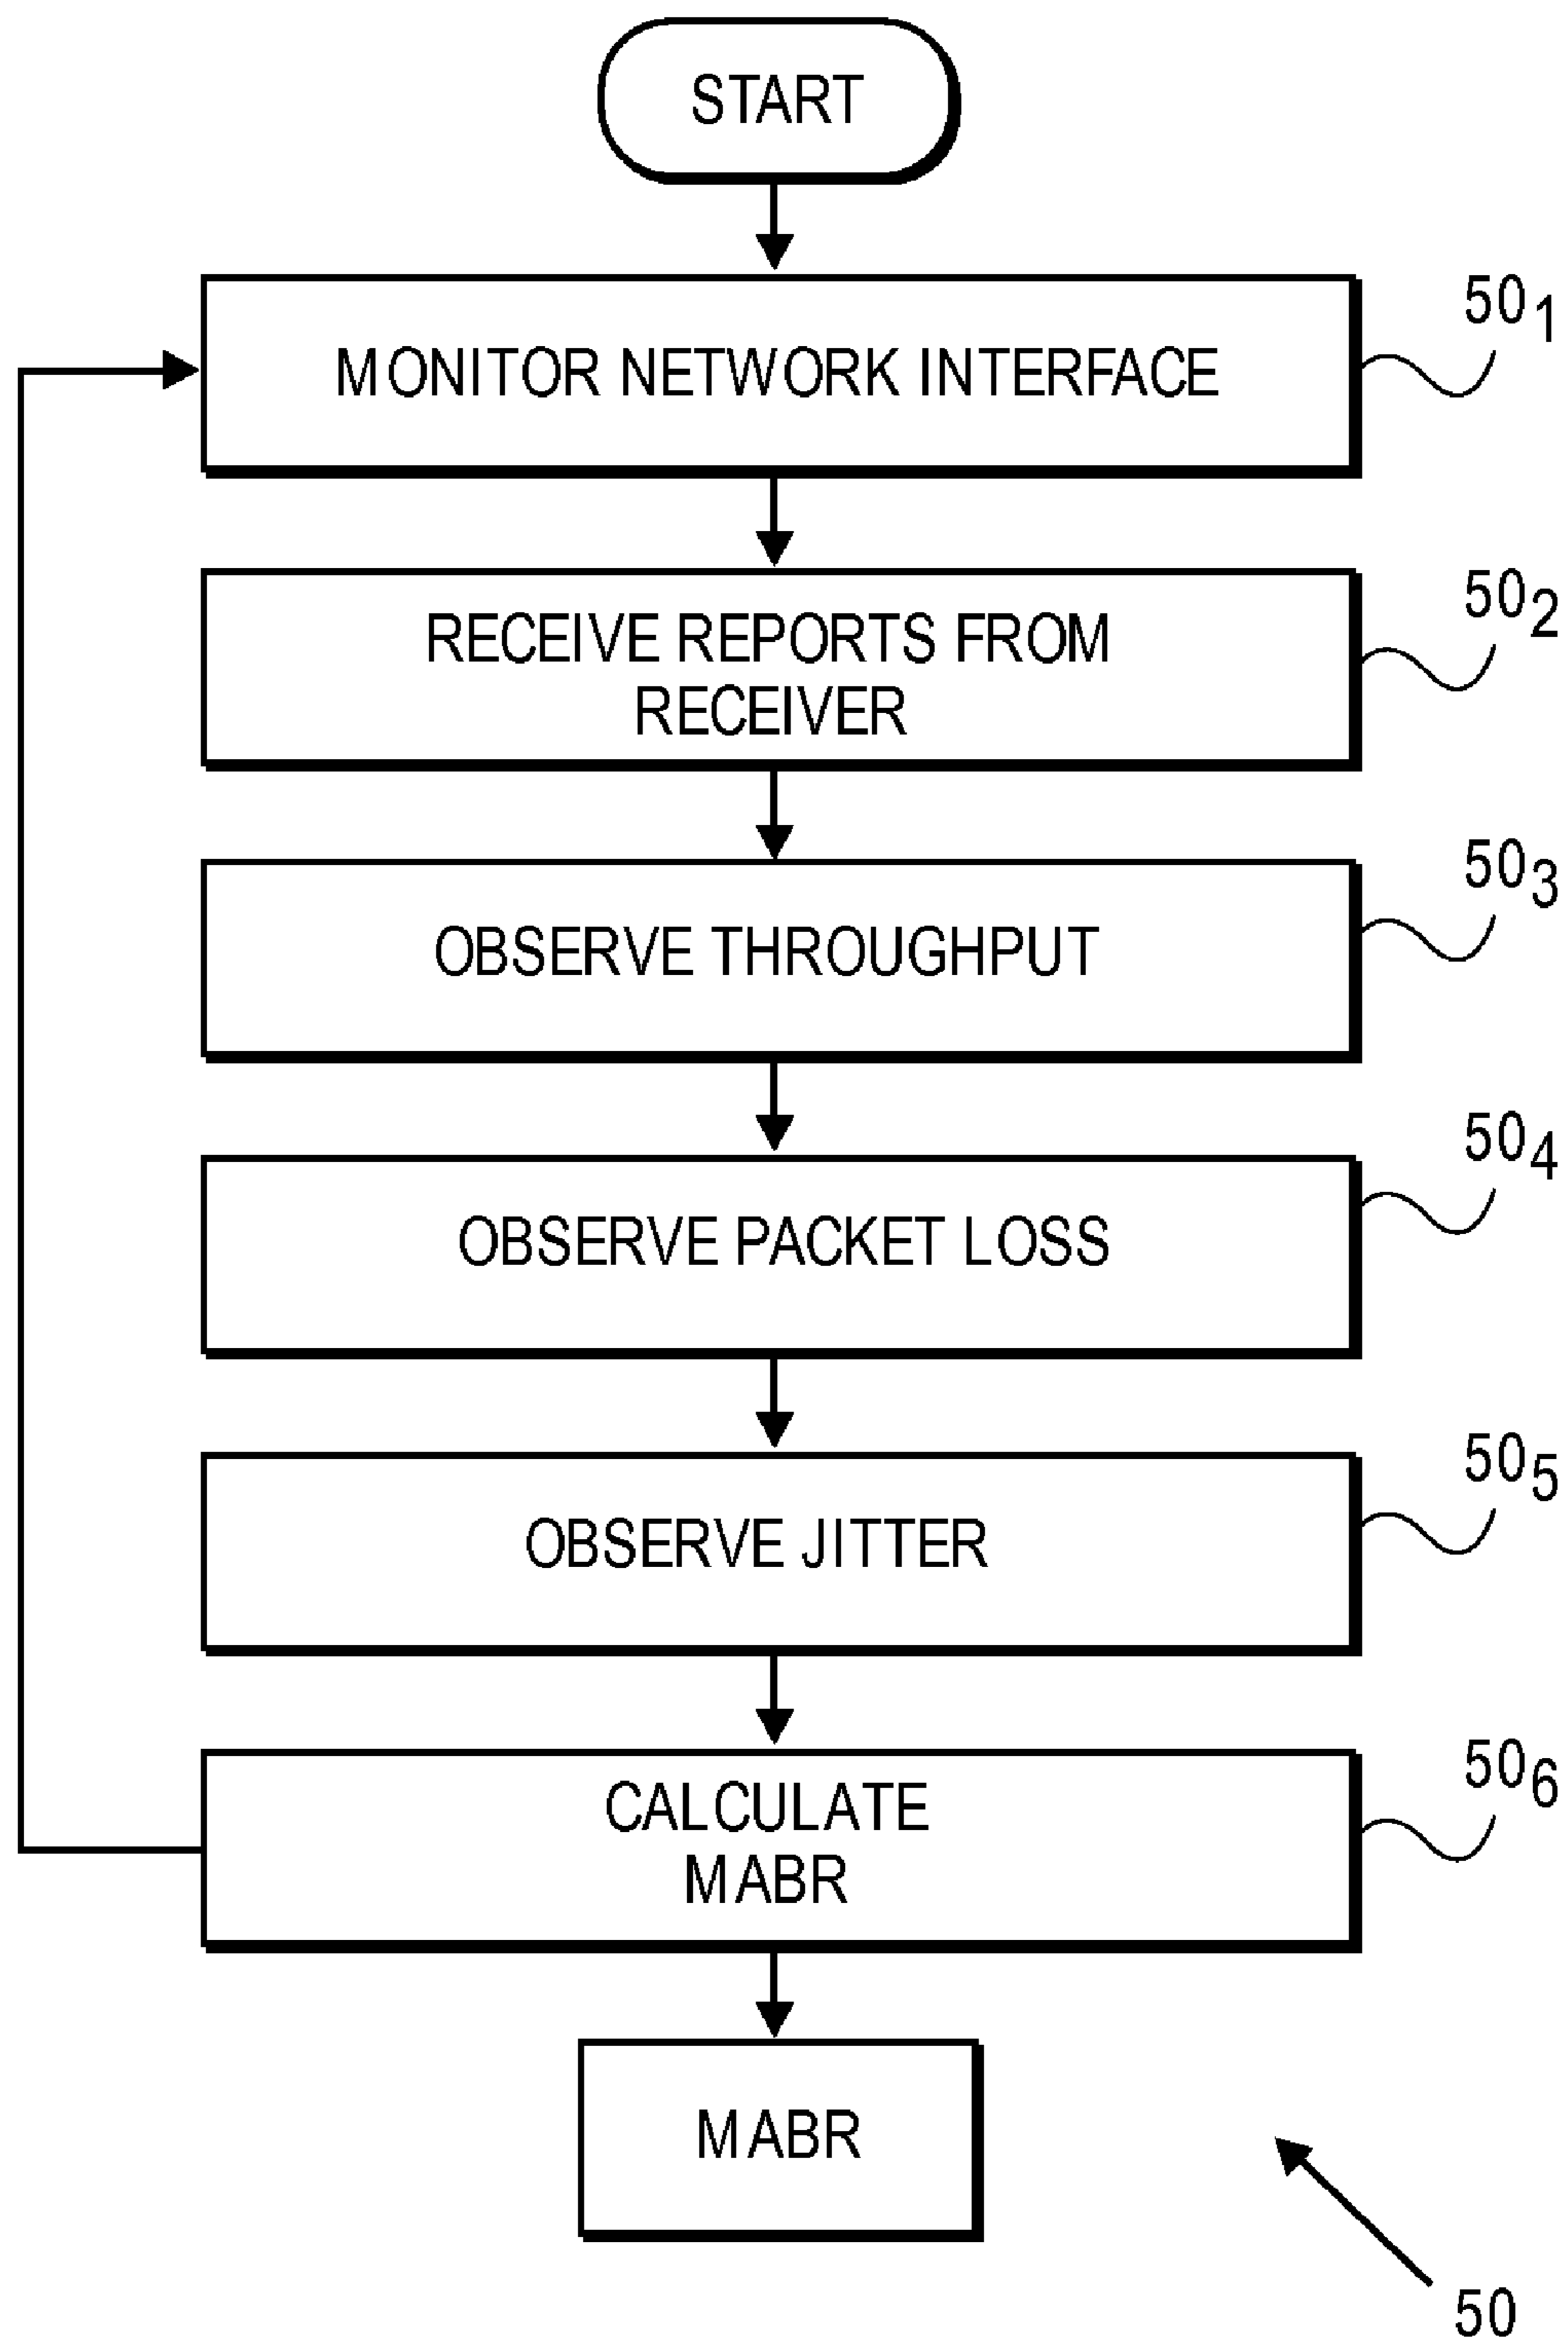 START
MONITOR NETWORK INTERFACE
50₁
RECEIVE REPORTS FROM
RECEIVER
50₂
OBSERVE THROUGHPUT
50₃
OBSERVE PACKET LOSS
50₄
OBSERVE JITTER
50₅
CALCULATE
MABR
50₆
MABR
50